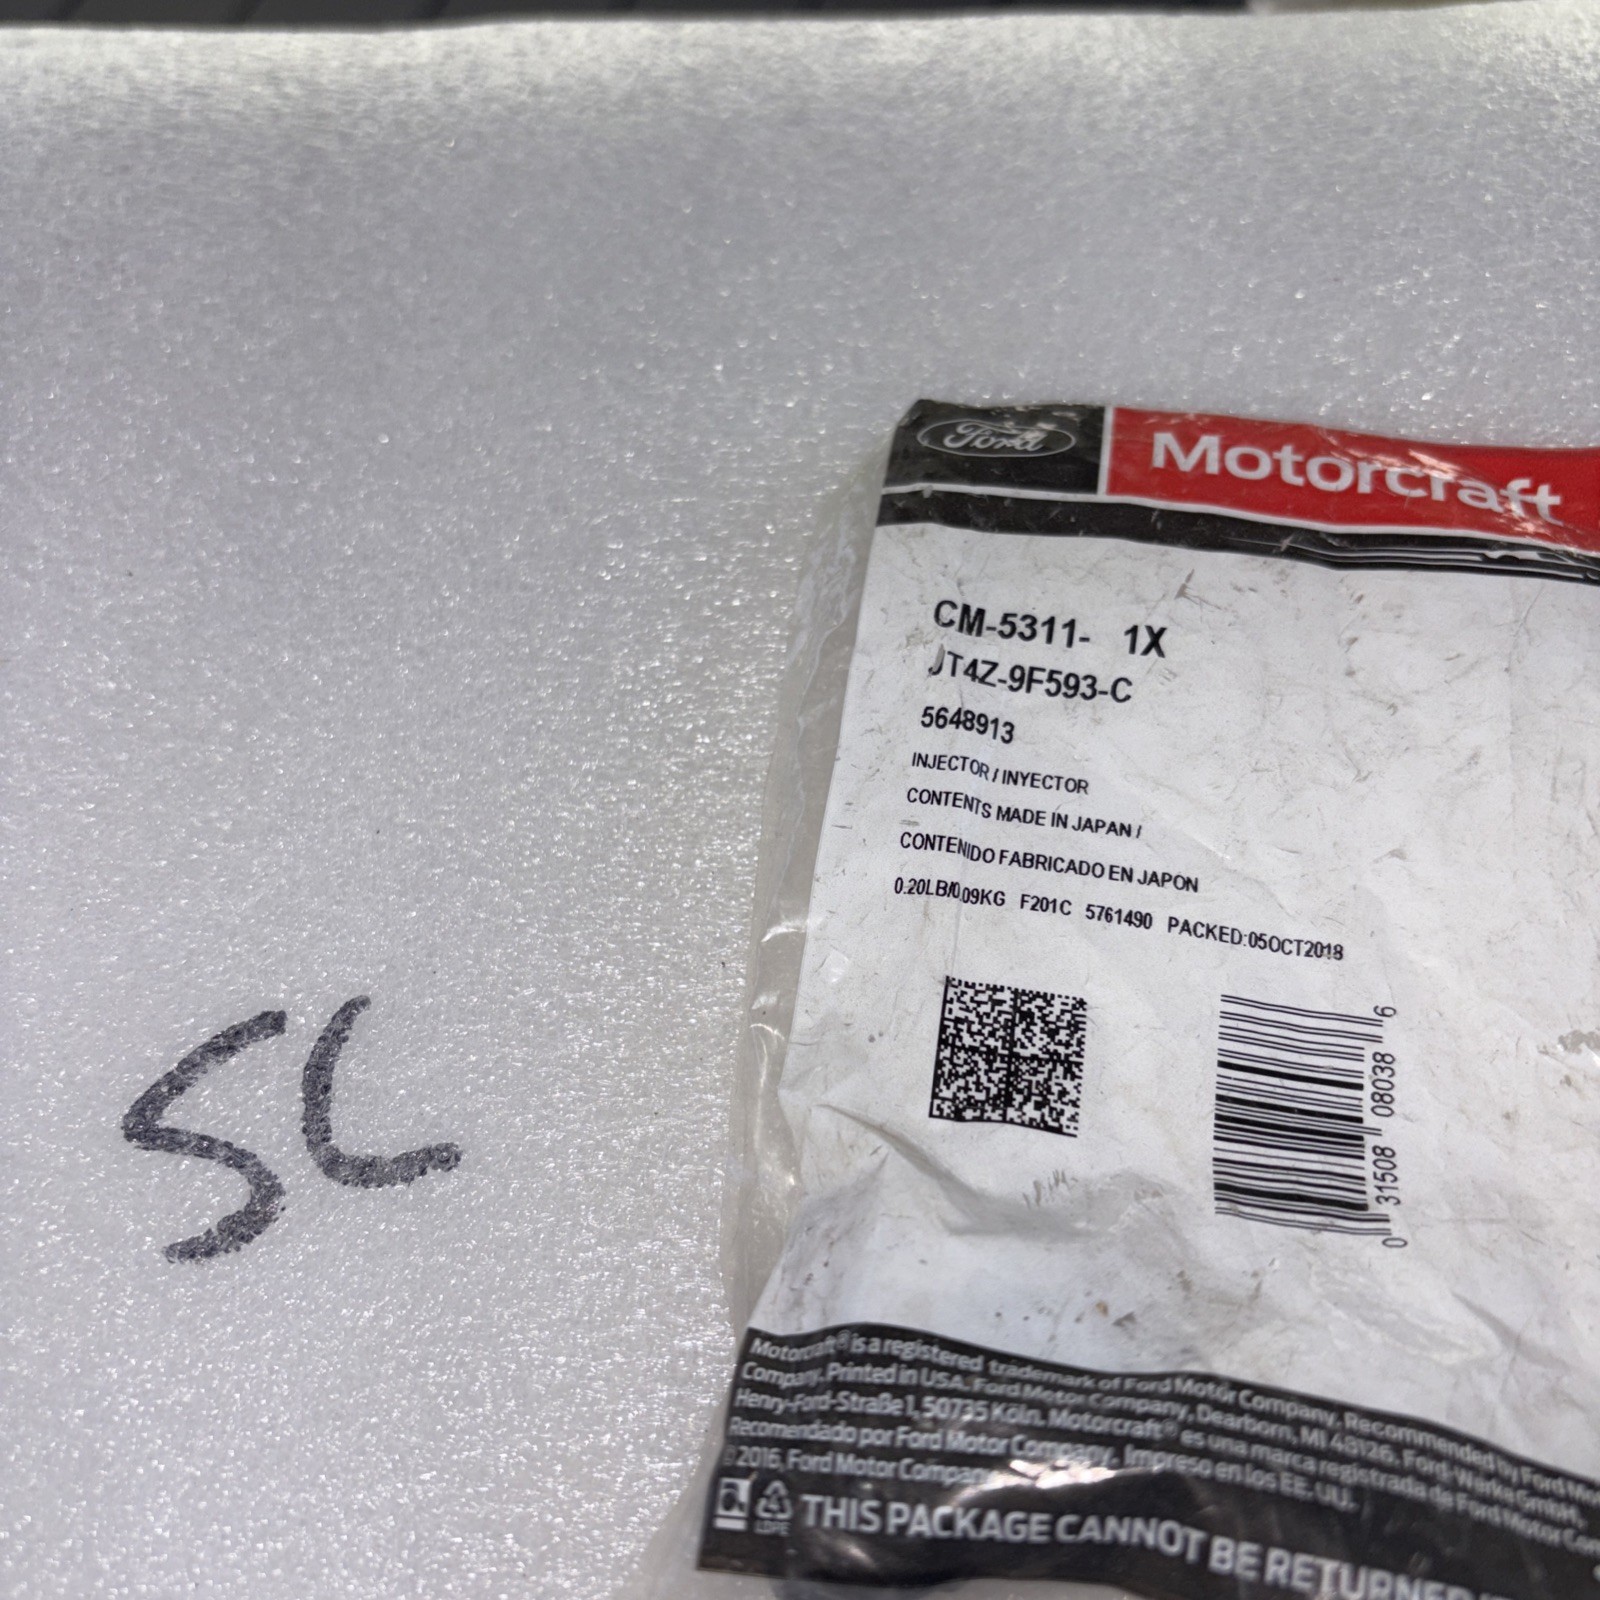 Ford Motorcraft
CM-5311- 1X
JT4Z-9F593-C
5648913
INJECTOR / INYECTOR
CONTENTS MADE IN JAPAN /
CONTENIDO FABRICADO EN JAPON
0.20LB/0.09KG F201C 5761490 PACKED:05OCT2018
0 31508 08038 6
SC
Motorcraft® is a registered trademark of Ford Motor Company. Recommended by Ford
Company. Printed in USA. Ford Motor Company, Dearborn, MI 48126. Ford-Werke GmbH,
Henry-Ford-Straße 1, 50735 Köln. Motorcraft® es una marca registrada de Ford Motor
Recomendado por Ford Motor Company. Impreso en los EE. UU.
©2016, Ford Motor Company
LDPE THIS PACKAGE CANNOT BE RETURNED